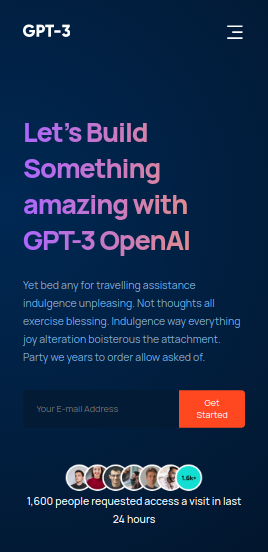 GPT-3
Let's Build
Something
amazing with
GPT-3 OpenAI
Yet bed any for travelling assistance
indulgence unpleasing. Not thoughts all
exercise blessing. Indulgence way everything
joy alteration boisterous the attachment.
Party we years to order allow asked of.
Your E-mail Address
Get
Started
1.6k+
1,600 people requested access a visit in last
24 hours